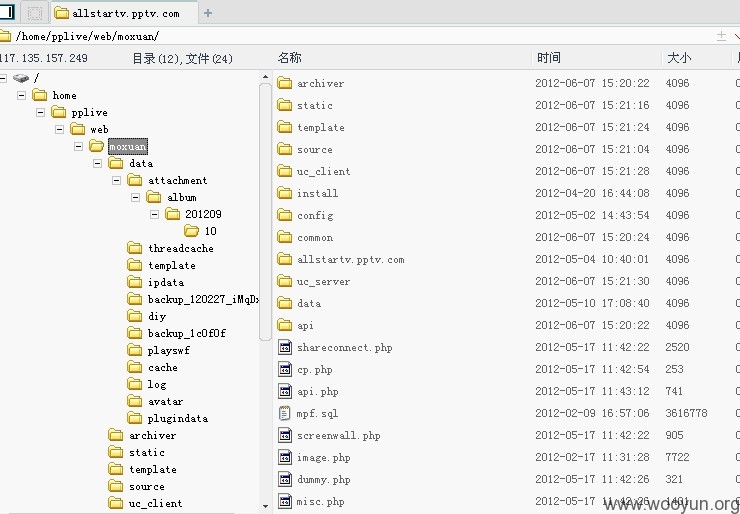 allstartv.pptv.com
/home/pplive/web/moxuan/
117.135.157.249 目录(12),文件(24) 名称 时间 大小
/
home
pplive
web
moxuan
data
attachment
album
201209
10
threadcache
template
ipdata
backup_120227_iMqDx
diy
backup_1c0f0f
playswf
cache
log
avatar
plugindata
archiver
static
template
source
uc_client
archiver 2012-06-07 15:20:22 4096
static 2012-06-07 15:21:16 4096
template 2012-06-07 15:21:24 4096
source 2012-06-07 15:21:04 4096
uc_client 2012-06-07 15:21:28 4096
install 2012-04-20 16:44:08 4096
config 2012-05-02 14:43:54 4096
common 2012-06-07 15:20:24 4096
allstartv.pptv.com 2012-05-04 10:40:01 4096
uc_server 2012-06-07 15:21:30 4096
data 2012-05-10 17:08:40 4096
api 2012-06-07 15:20:22 4096
shareconnect.php 2012-05-17 11:42:22 2520
cp.php 2012-05-17 11:42:54 253
api.php 2012-05-17 11:43:12 741
mpf.sql 2012-02-09 16:57:06 3616778
screenwall.php 2012-05-17 11:42:22 905
image.php 2012-02-17 11:31:28 7722
dummy.php 2012-05-17 11:42:26 321
misc.php 2012-05-17 11:42:26 1401
www.wooyun.org